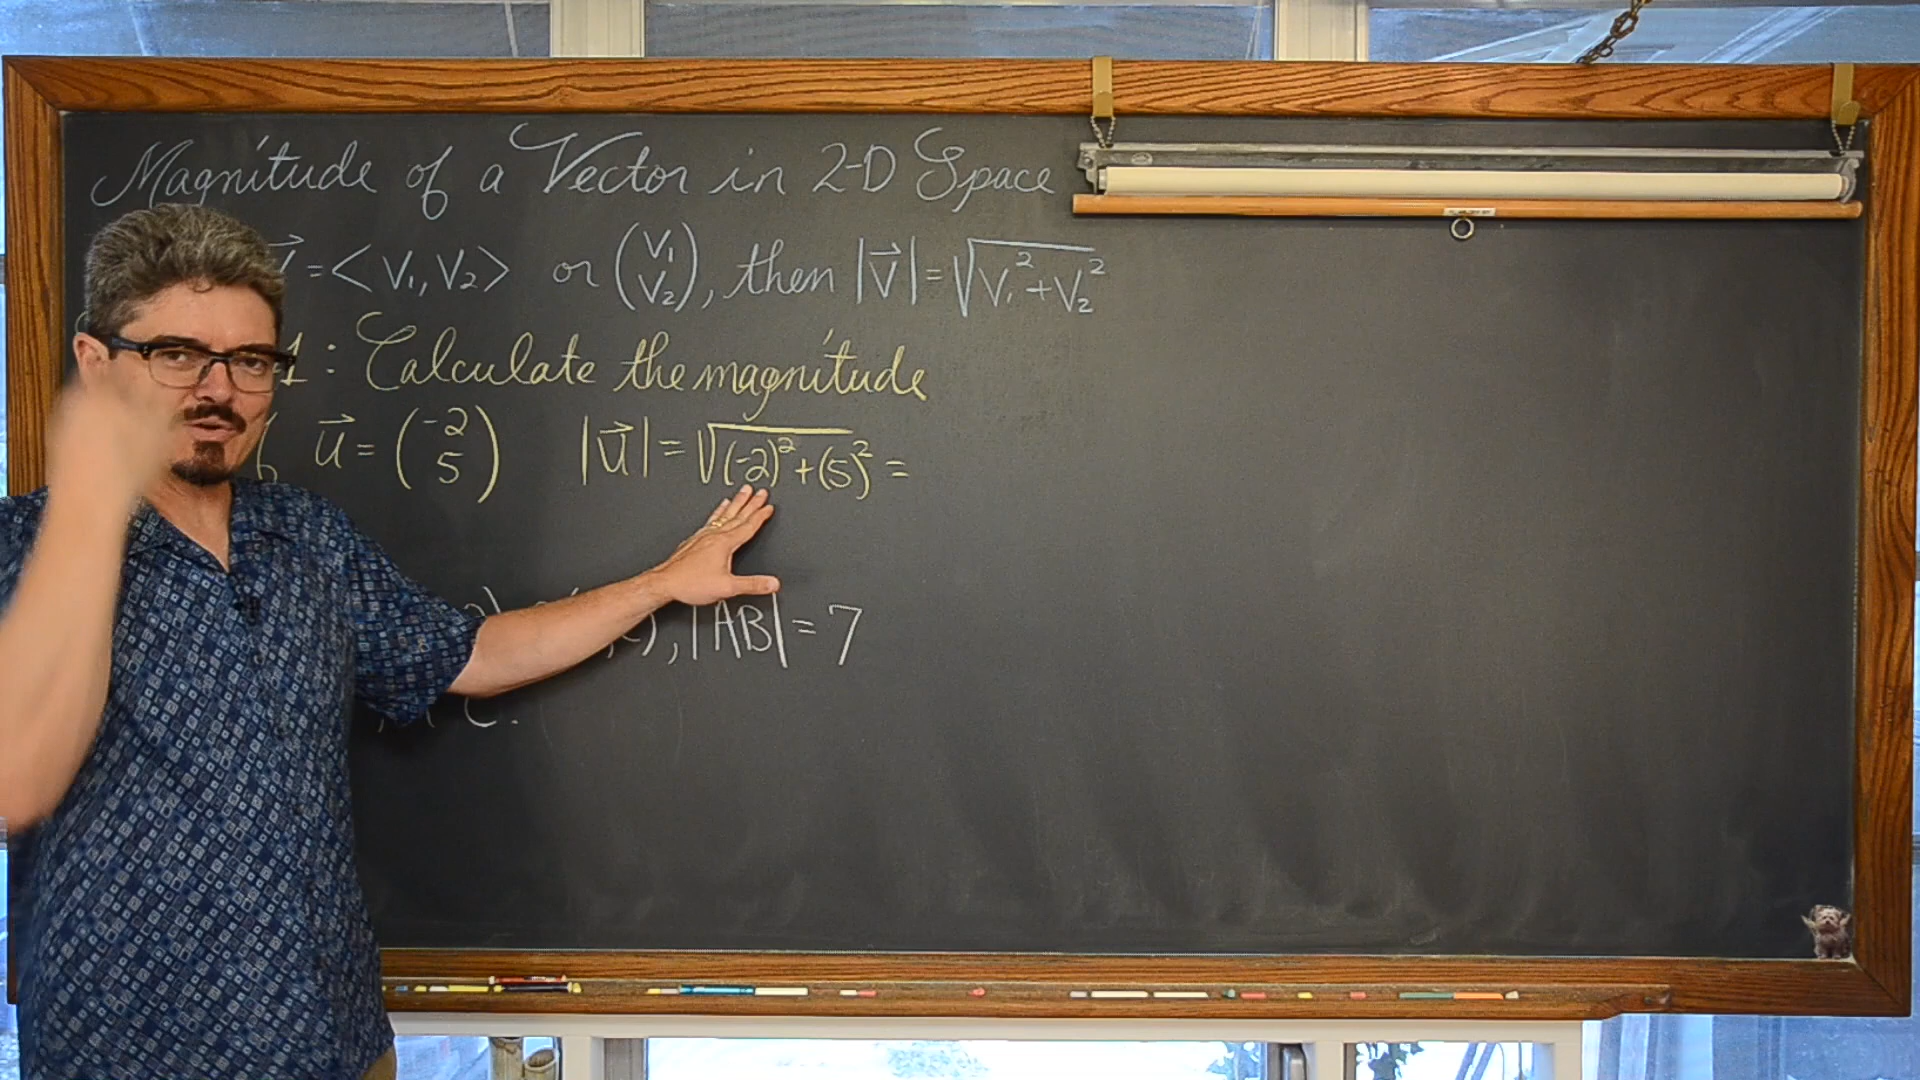 Magnitude of a Vector in 2-D Space
= < V₁, V₂ > or (V₁ V₂), then |V⃗| = √V₁² + V₂²
1 : Calculate the magnitude
u⃗ = (-2 5) |u⃗| = √(-2)² + (5)² =
), |AB| = 7
c.